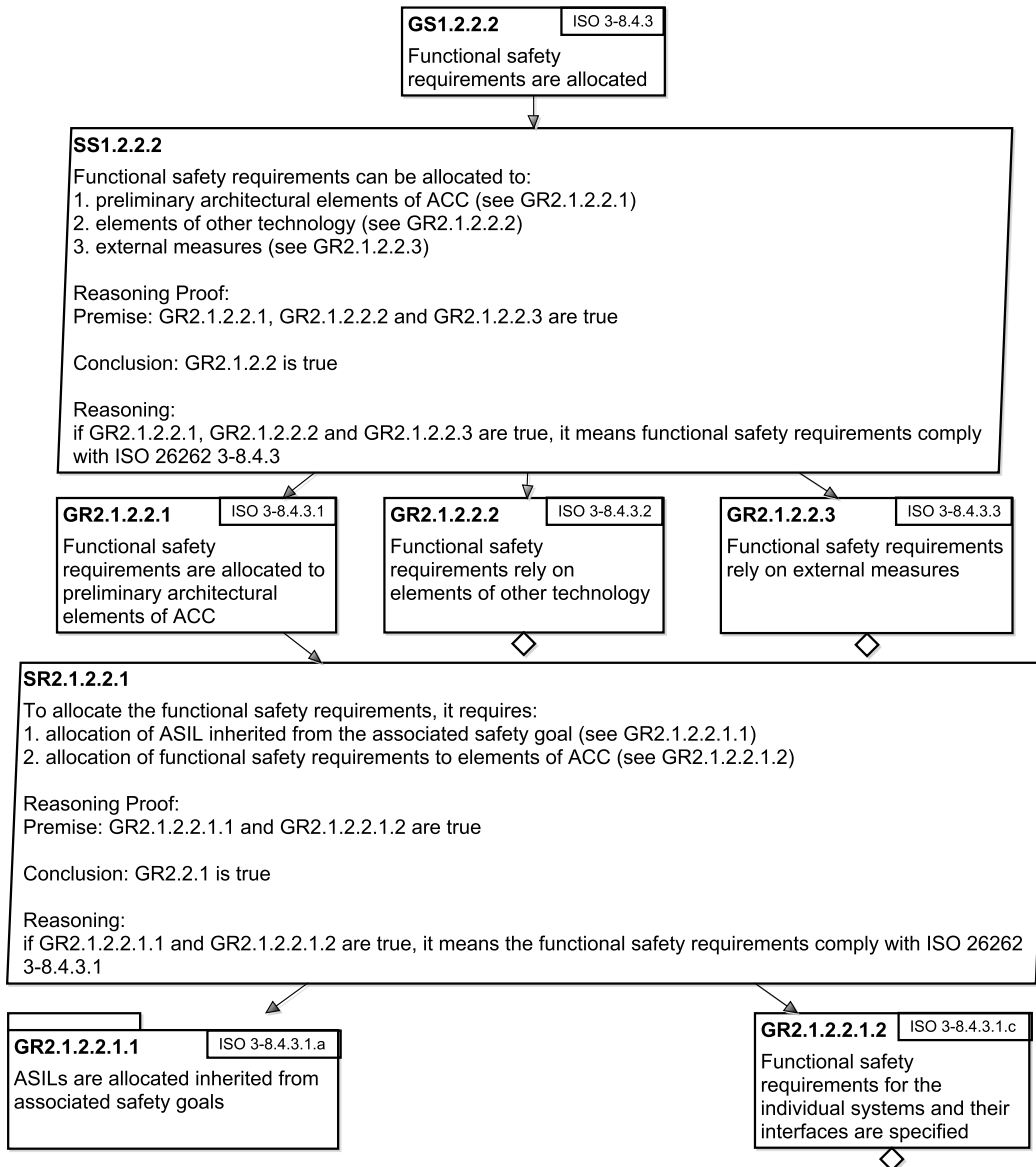 GS1.2.2.2
ISO 3-8.4.3
Functional safety
requirements are allocated
SS1.2.2.2
Functional safety requirements can be allocated to:
1. preliminary architectural elements of ACC (see GR2.1.2.2.1)
2. elements of other technology (see GR2.1.2.2.2)
3. external measures (see GR2.1.2.2.3)
Reasoning Proof:
Premise: GR2.1.2.2.1, GR2.1.2.2.2 and GR2.1.2.2.3 are true
Conclusion: GR2.1.2.2 is true
Reasoning:
if GR2.1.2.2.1, GR2.1.2.2.2 and GR2.1.2.2.3 are true, it means functional safety requirements comply
with ISO 26262 3-8.4.3
GR2.1.2.2.1
ISO 3-8.4.3.1
Functional safety
requirements are allocated to
preliminary architectural
elements of ACC
GR2.1.2.2.2
ISO 3-8.4.3.2
Functional safety
requirements rely on
elements of other technology
GR2.1.2.2.3
ISO 3-8.4.3.3
Functional safety requirements
rely on external measures
SR2.1.2.2.1
To allocate the functional safety requirements, it requires:
1. allocation of ASIL inherited from the associated safety goal (see GR2.1.2.2.1.1)
2. allocation of functional safety requirements to elements of ACC (see GR2.1.2.2.1.2)
Reasoning Proof:
Premise: GR2.1.2.2.1.1 and GR2.1.2.2.1.2 are true
Conclusion: GR2.2.1 is true
Reasoning:
if GR2.1.2.2.1.1 and GR2.1.2.2.1.2 are true, it means the functional safety requirements comply with ISO 26262
3-8.4.3.1
GR2.1.2.2.1.1
ISO 3-8.4.3.1.a
ASILs are allocated inherited from
associated safety goals
GR2.1.2.2.1.2
ISO 3-8.4.3.1.c
Functional safety
requirements for the
individual systems and their
interfaces are specified